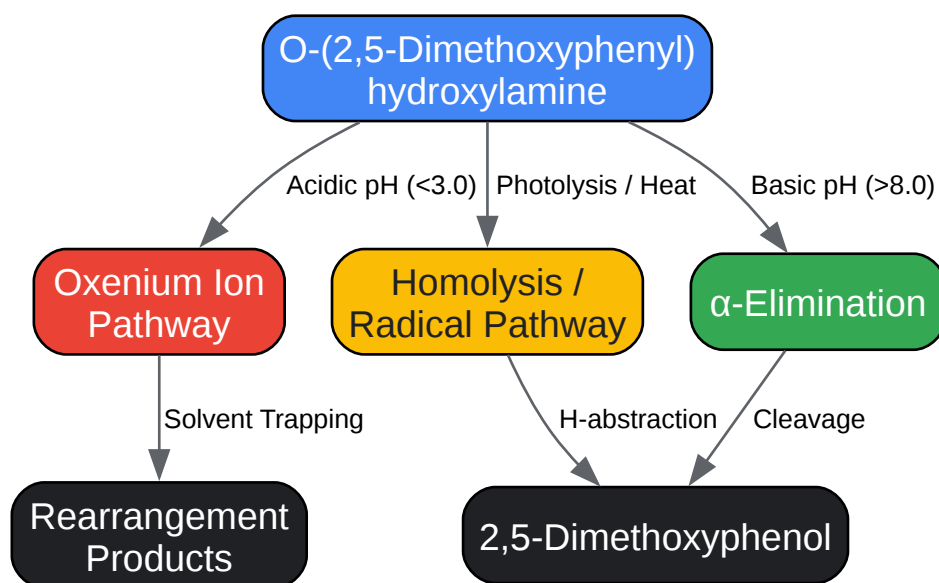 O-(2,5-Dimethoxyphenyl)
hydroxylamine
Acidic pH (<3.0)
Photolysis / Heat
Basic pH (>8.0)
Oxenium Ion
Pathway
Homolysis /
Radical Pathway
α-Elimination
Solvent Trapping
H-abstraction
Cleavage
Rearrangement
Products
2,5-Dimethoxyphenol